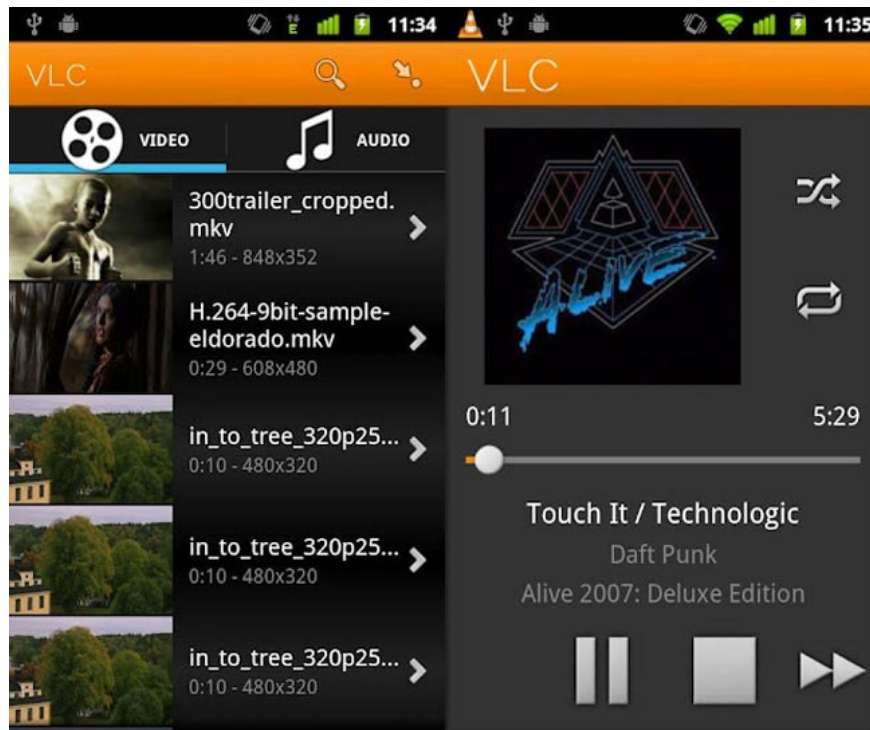 11:34
VLC
VIDEO
AUDIO
300trailer_cropped.
mkv
1:46 - 848x352
H.264-9bit-sample-
eldorado.mkv
0:29 - 608x480
in_to_tree_320p25...
0:10 - 480x320
in_to_tree_320p25...
0:10 - 480x320
in_to_tree_320p25...
0:10 - 480x320
11:35
VLC
ALIVE
0:11
5:29
Touch It / Technologic
Daft Punk
Alive 2007: Deluxe Edition